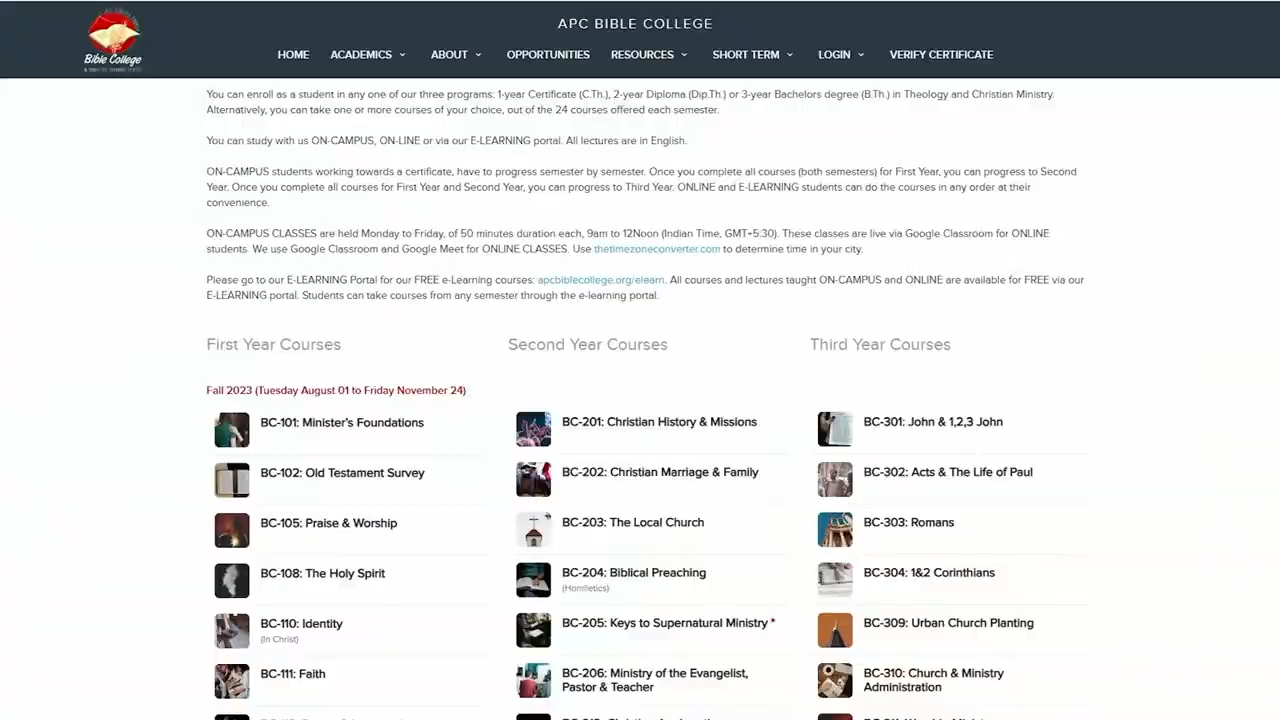 APC BIBLE COLLEGE
Bible College
HOME ACADEMICS ABOUT OPPORTUNITIES RESOURCES SHORT TERM LOGIN VERIFY CERTIFICATE
You can enroll as a student in any one of our three programs: 1-year Certificate (C.Th.), 2-year Diploma (Dip.Th.) or 3-year Bachelors degree (B.Th.) in Theology and Christian Ministry.
Alternatively, you can take one or more courses of your choice, out of the 24 courses offered each semester.
You can study with us ON-CAMPUS, ON-LINE or via our E-LEARNING portal. All lectures are in English.
ON-CAMPUS students working towards a certificate, have to progress semester by semester. Once you complete all courses (both semesters) for First Year, you can progress to Second
Year. Once you complete all courses for First Year and Second Year, you can progress to Third Year. ONLINE and E-LEARNING students can do the courses in any order at their
convenience.
ON-CAMPUS CLASSES are held Monday to Friday, of 50 minutes duration each, 9am to 12Noon (Indian Time, GMT+5:30). These classes are live via Google Classroom for ONLINE
students. We use Google Classroom and Google Meet for ONLINE CLASSES. Use thetimezoneconverter.com to determine time in your city.
Please go to our E-LEARNING Portal for our FREE e-Learning courses: apcbiblecollege.org/elearn. All courses and lectures taught ON-CAMPUS and ONLINE are available for FREE via our
E-LEARNING portal. Students can take courses from any semester through the e-learning portal.
First Year Courses
Fall 2023 (Tuesday August 01 to Friday November 24)
BC-101: Minister's Foundations
BC-102: Old Testament Survey
BC-105: Praise & Worship
BC-108: The Holy Spirit
BC-110: Identity
(In Christ)
BC-111: Faith
Second Year Courses
BC-201: Christian History & Missions
BC-202: Christian Marriage & Family
BC-203: The Local Church
BC-204: Biblical Preaching
(Homiletics)
BC-205: Keys to Supernatural Ministry *
BC-206: Ministry of the Evangelist,
Pastor & Teacher
Third Year Courses
BC-301: John & 1,2,3 John
BC-302: Acts & The Life of Paul
BC-303: Romans
BC-304: 1&2 Corinthians
BC-309: Urban Church Planting
BC-310: Church & Ministry
Administration